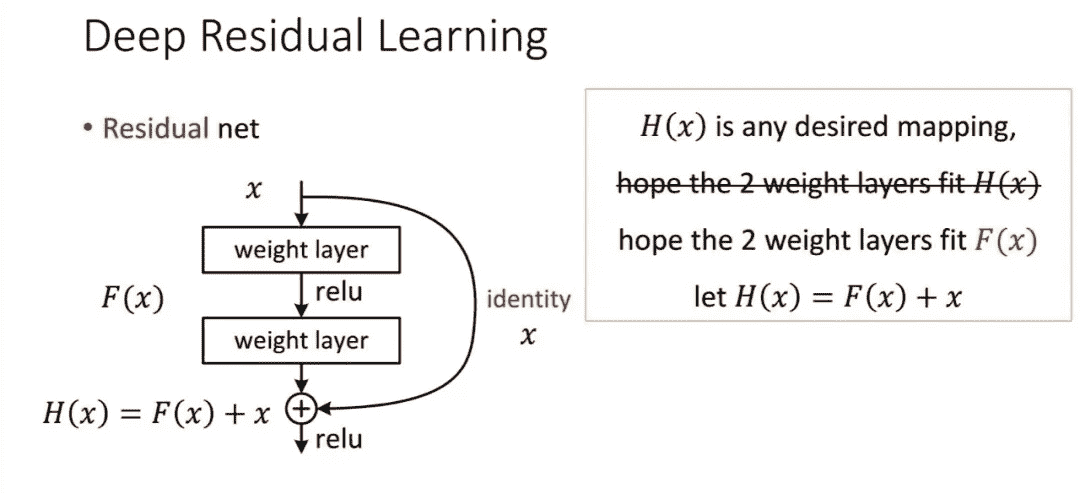 Deep Residual Learning
• Residual net
x
weight layer
F(x)
relu
weight layer
identity
x
H(x) = F(x) + x
+
relu
H(x) is any desired mapping,
hope the 2 weight layers fit H(x)
hope the 2 weight layers fit F(x)
let H(x) = F(x) + x